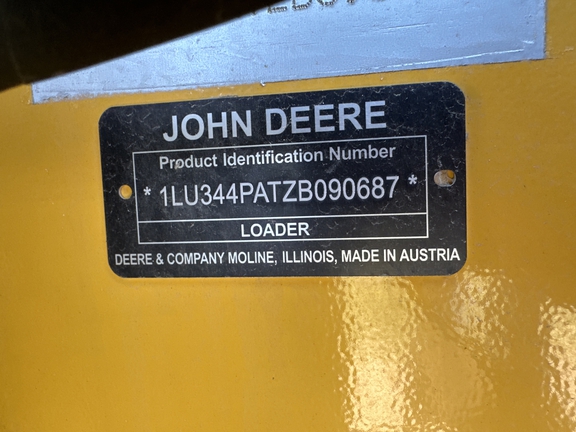 JOHN DEERE
Product Identification Number
* 1LU344PATZB090687 *
LOADER
DEERE & COMPANY MOLINE, ILLINOIS, MADE IN AUSTRIA